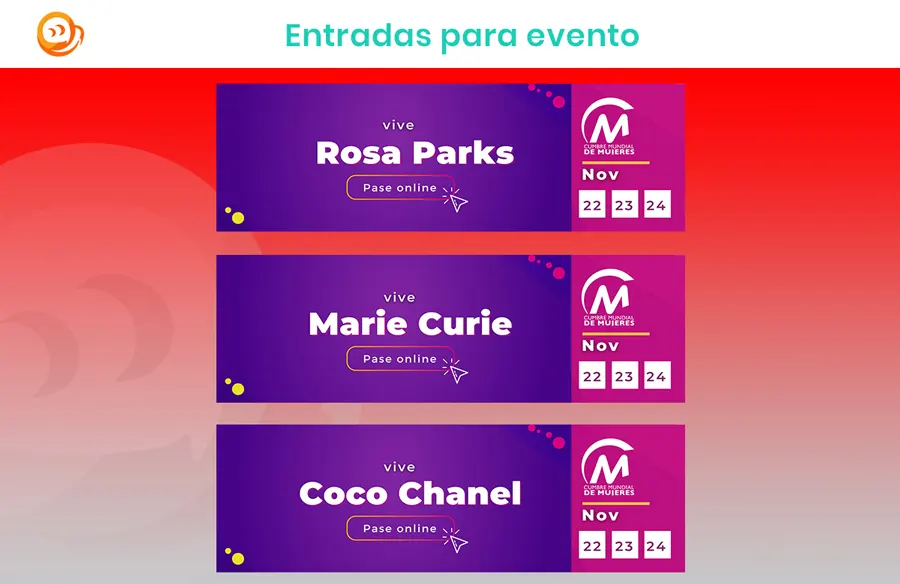 Entradas para evento
vive
Rosa Parks
Pase online
CUMBRE MUNDIAL
DE MUJERES
Nov
22 23 24
vive
Marie Curie
Pase online
CUMBRE MUNDIAL
DE MUJERES
Nov
22 23 24
vive
Coco Chanel
Pase online
CUMBRE MUNDIAL
DE MUJERES
Nov
22 23 24